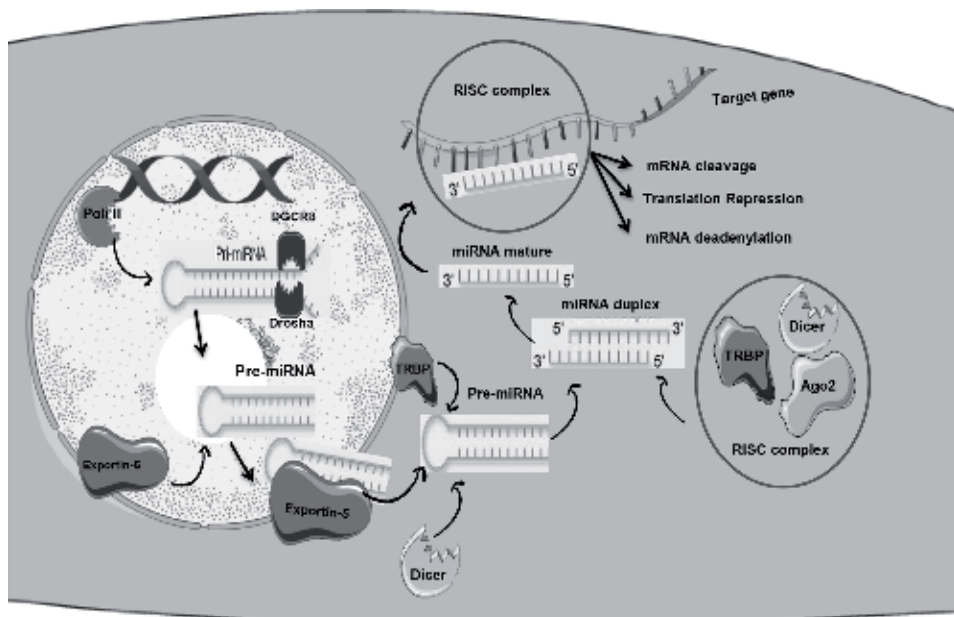 RISC complex
Target gene
mRNA cleavage
Translation Repression
mRNA deadenylation
3'
5'
miRNA mature
3'
5'
miRNA duplex
5'
3'
3'
5'
Pol II
DGCR8
Pri-miRNA
Drosha
Pre-miRNA
Exportin-5
Exportin-5
TRBP
Pre-miRNA
Dicer
Dicer
TRBP
Ago2
RISC complex